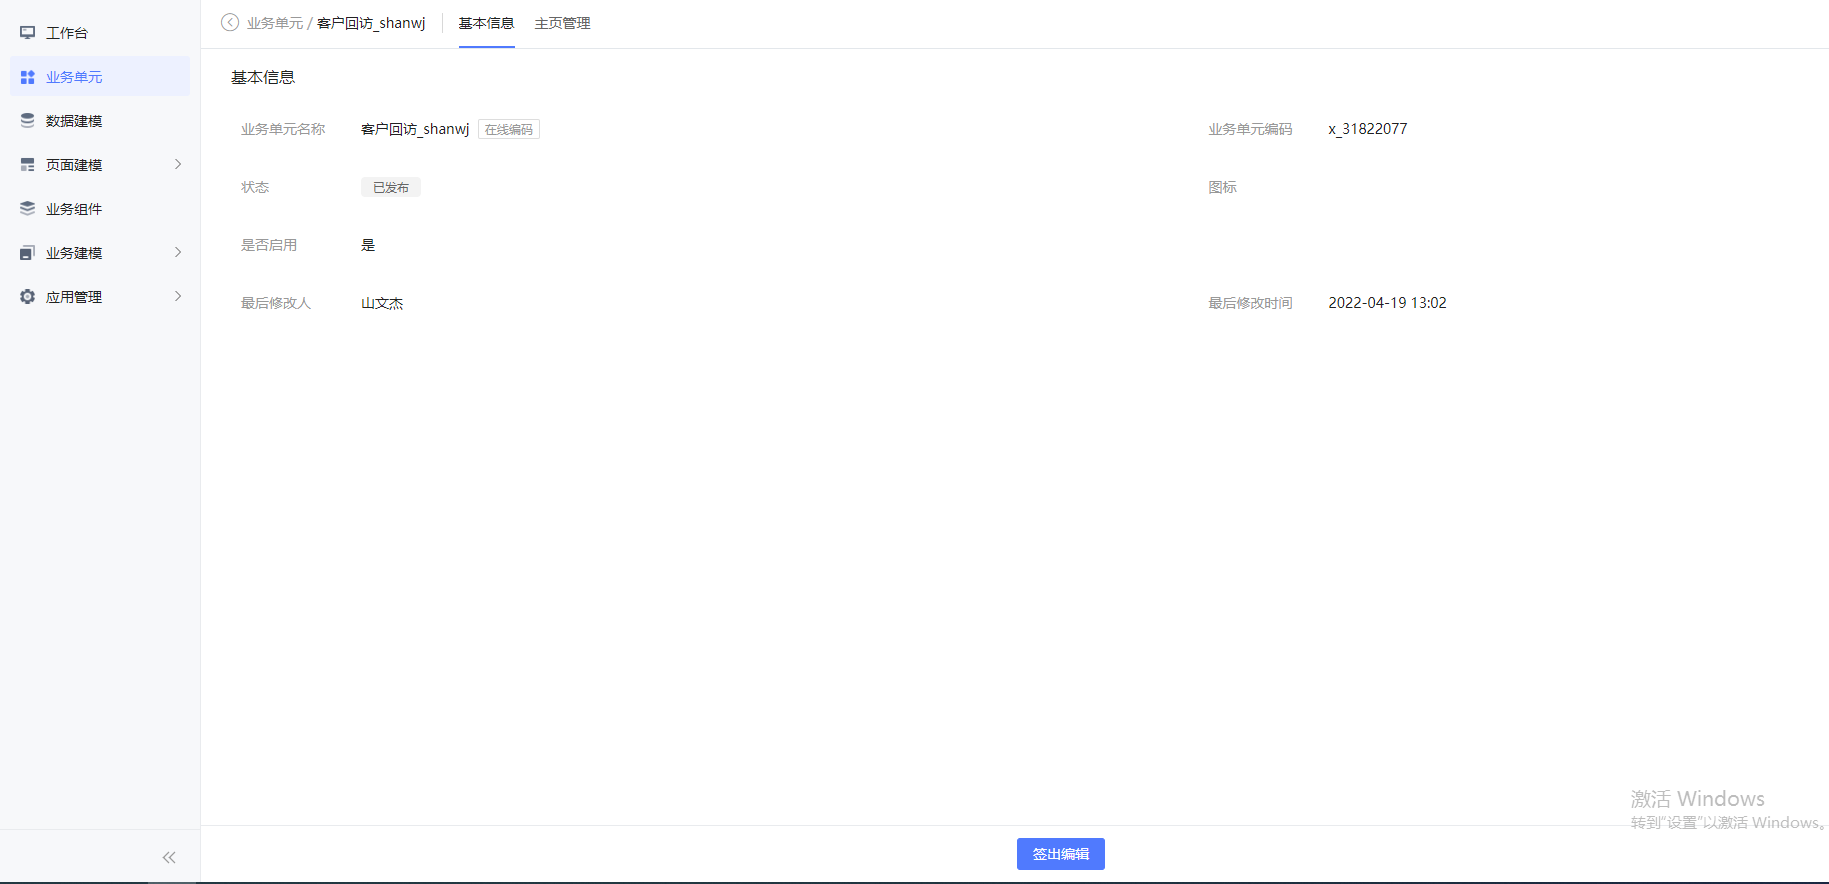 工作台
业务单元
数据建模
页面建模
业务组件
业务建模
应用管理
业务单元 / 客户回访_shanwj 基本信息 主页管理
基本信息
业务单元名称 客户回访_shanwj 在线编码 业务单元编码 x_31822077
状态 已发布 图标
是否启用 是
最后修改人 山文杰 最后修改时间 2022-04-19 13:02
激活 Windows
转到“设置”以激活 Windows。
签出编辑